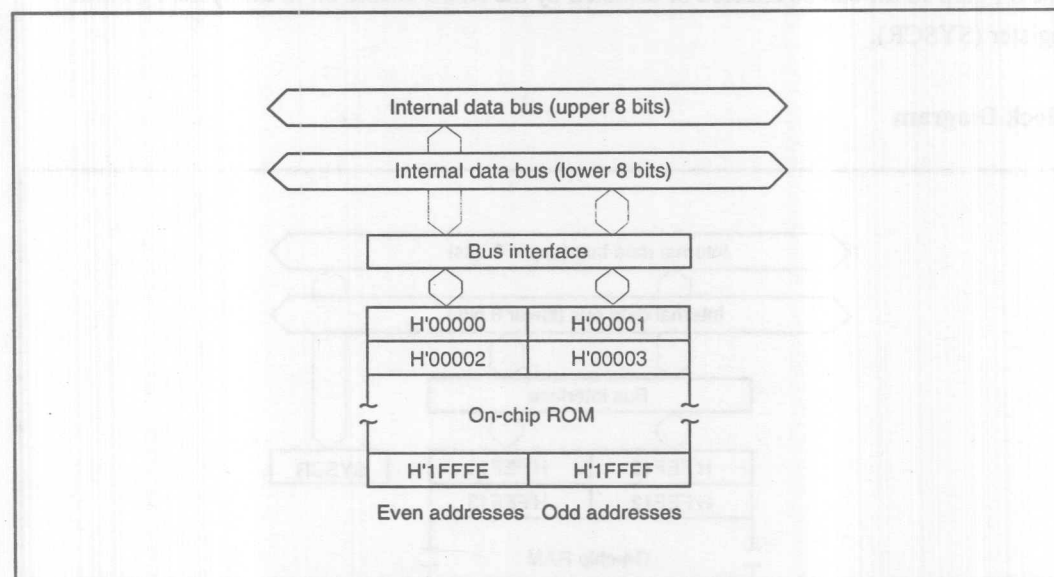 Internal data bus (upper 8 bits)
Internal data bus (lower 8 bits)
Bus interface
H'00000 H'00001
H'00002 H'00003
On-chip ROM
H'1FFFE H'1FFFF
Even addresses Odd addresses